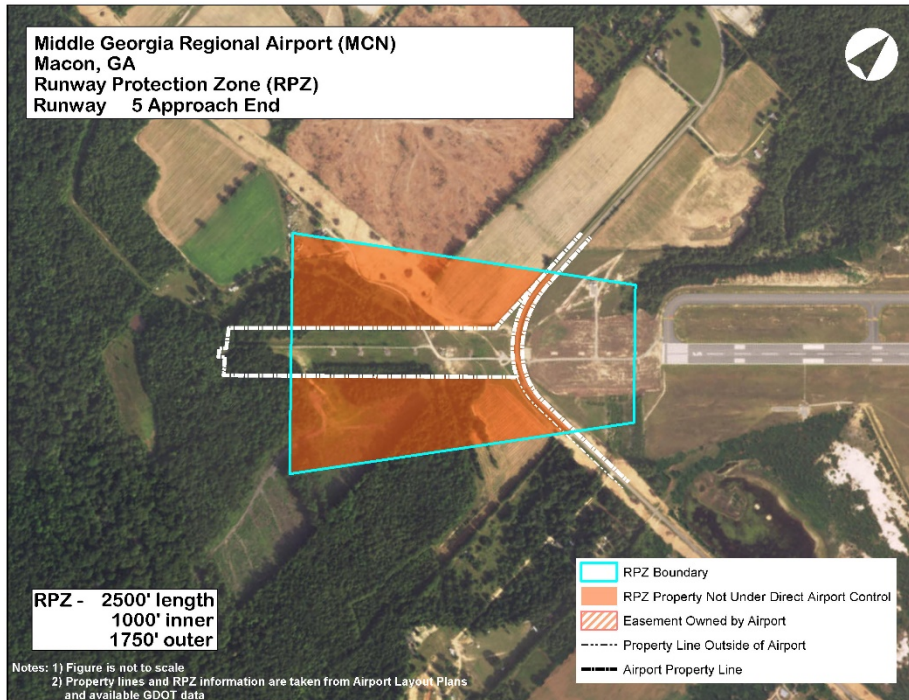 Middle Georgia Regional Airport (MCN)
Macon, GA
Runway Protection Zone (RPZ)
Runway 5 Approach End
RPZ Boundary
RPZ Property Not Under Direct Airport Control
Easement Owned by Airport
Property Line Outside of Airport
Airport Property Line
RPZ - 2500' length
1000' inner
1750' outer
Notes: 1) Figure is not to scale
2) Property lines and RPZ information are taken from Airport Layout Plans
and available GDOT data